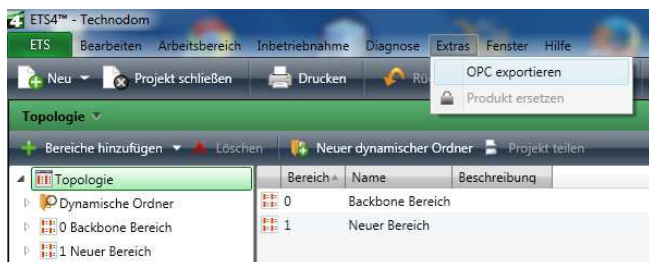 ETS4™ - Technodom
ETS Bearbeiten Arbeitsbereich Inbetriebnahme Diagnose Extras Fenster Hilfe
Neu Projekt schließen Drucken
OPC exportieren
Produkt ersetzen
Topologie
Bereiche hinzufügen Löschen Neuer dynamischer Ordner Projekt teilen
Topologie
Bereich Name Beschreibung
Dynamische Ordner
0 Backbone Bereich
1 Neuer Bereich
0 Backbone Bereich
1 Neuer Bereich